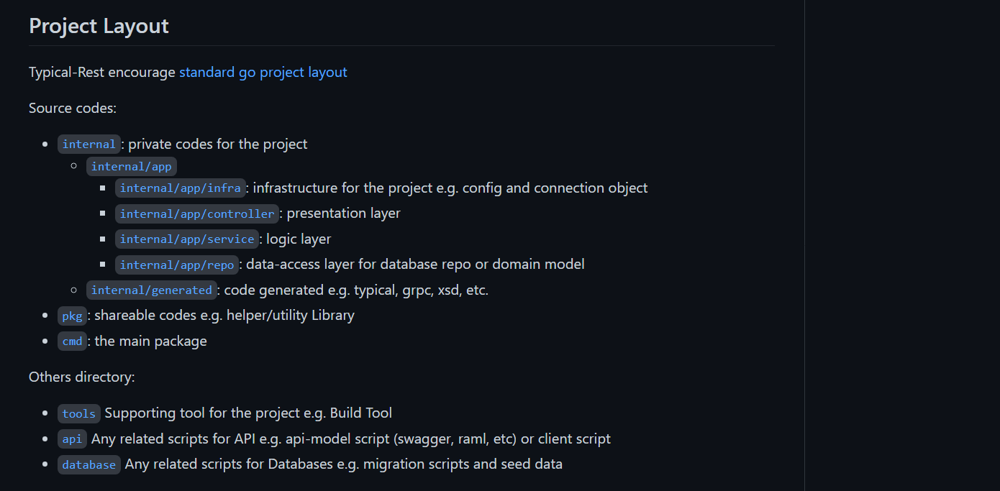 Project Layout
Typical-Rest encourage standard go project layout
Source codes:
internal: private codes for the project
internal/app
internal/app/infra: infrastructure for the project e.g. config and connection object
internal/app/controller: presentation layer
internal/app/service: logic layer
internal/app/repo: data-access layer for database repo or domain model
internal/generated: code generated e.g. typical, grpc, xsd, etc.
pkg: shareable codes e.g. helper/utility Library
cmd: the main package
Others directory:
tools Supporting tool for the project e.g. Build Tool
api Any related scripts for API e.g. api-model script (swagger, raml, etc) or client script
database Any related scripts for Databases e.g. migration scripts and seed data